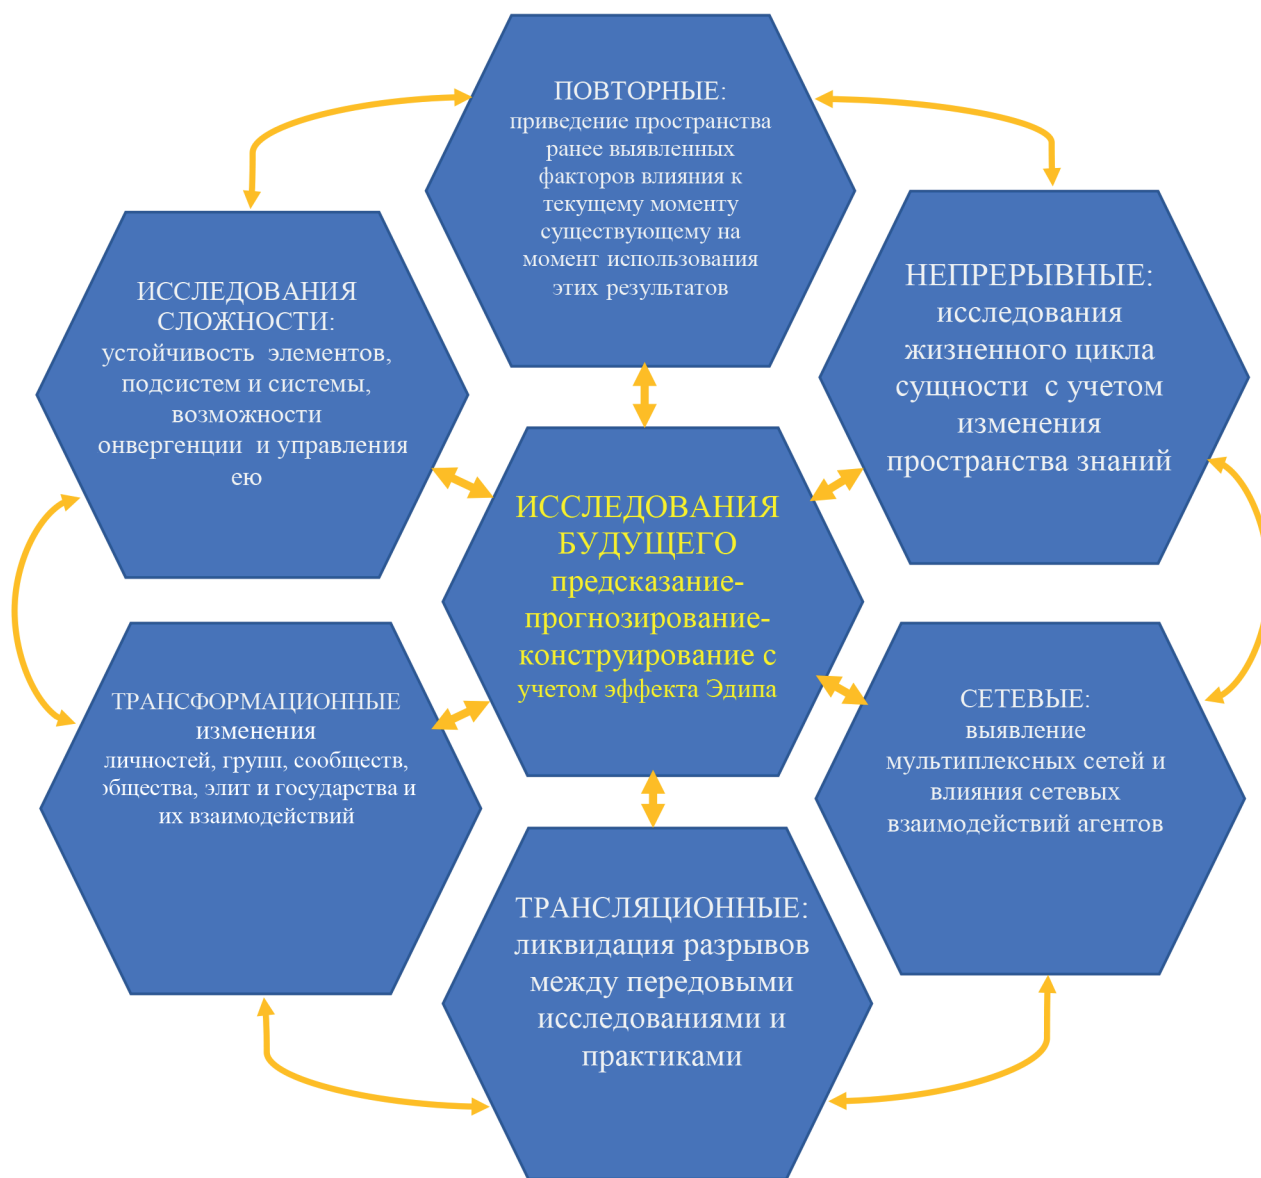 ПОВТОРНЫЕ:
приведение пространства
ранее выявленных
факторов влияния к
текущему моменту
существующему на
момент использования
этих результатов
ИССЛЕДОВАНИЯ
СЛОЖНОСТИ:
устойчивость элементов,
подсистем и системы,
возможности
онвергенции и управления
ею
НЕПРЕРЫВНЫЕ:
исследования
жизненного цикла
сущности с учетом
изменения
пространства знаний
ИССЛЕДОВАНИЯ
БУДУЩЕГО
предсказание-
прогнозирование-
конструирование с
учетом эффекта Эдипа
ТРАНСФОРМАЦИОННЫЕ
изменения
личностей, групп, сообществ,
общества, элит и государства и
их взаимодействий
СЕТЕВЫЕ:
выявление
мультиплексных сетей и
влияния сетевых
взаимодействий агентов
ТРАНСЛЯЦИОННЫЕ:
ликвидация разрывов
между передовыми
исследованиями и
практиками